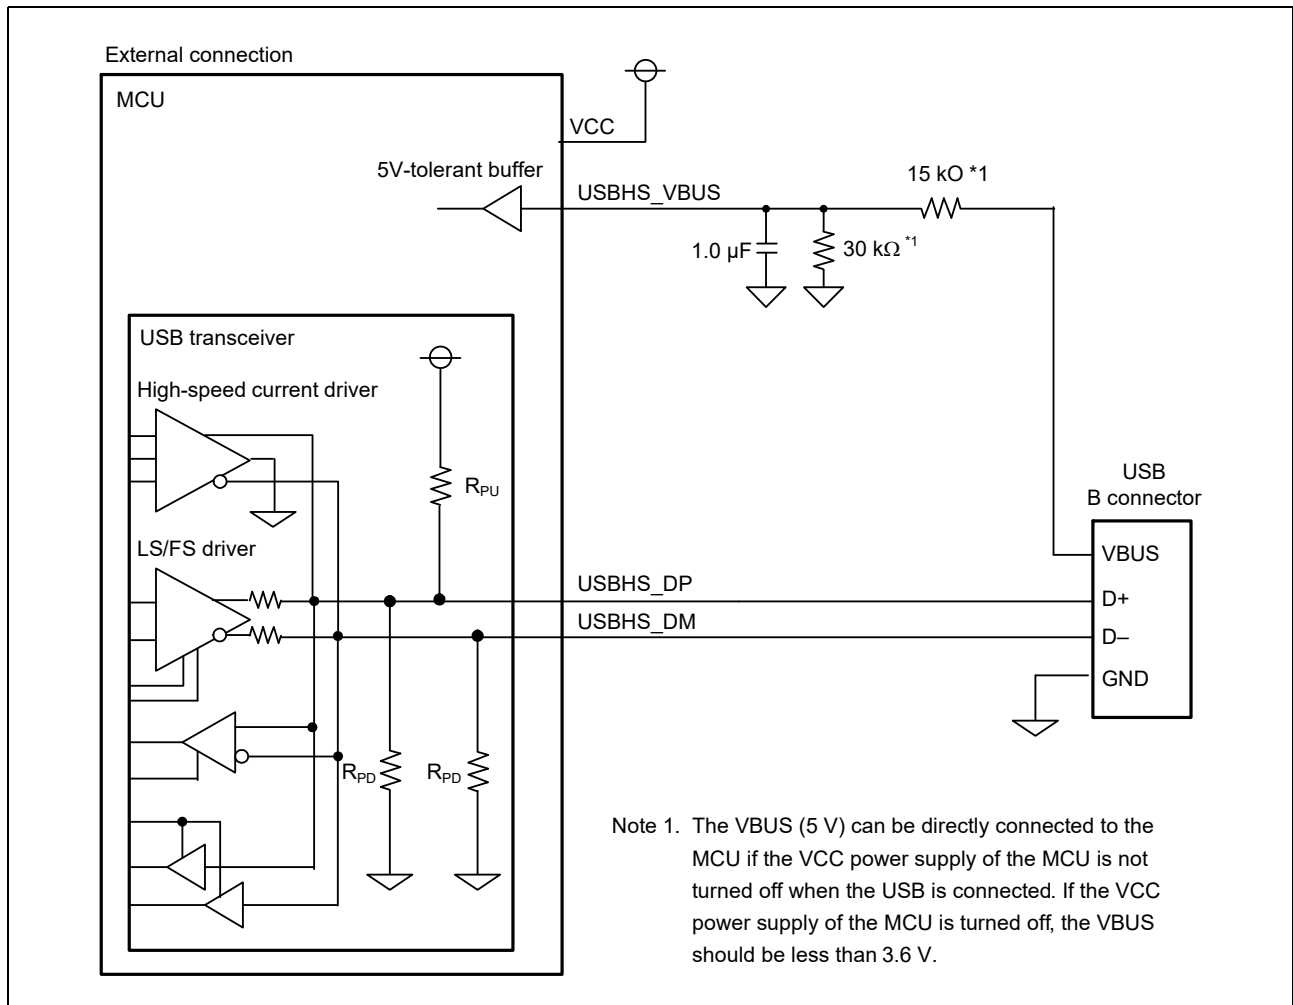 External connection
MCU
VCC
5V-tolerant buffer
USBHS_VBUS
15 kO *1
1.0 µF
30 kΩ *1
USB transceiver
High-speed current driver
RPU
USB
B connector
LS/FS driver
VBUS
USBHS_DP
D+
USBHS_DM
D–
GND
RPD
RPD
Note 1. The VBUS (5 V) can be directly connected to the
MCU if the VCC power supply of the MCU is not
turned off when the USB is connected. If the VCC
power supply of the MCU is turned off, the VBUS
should be less than 3.6 V.